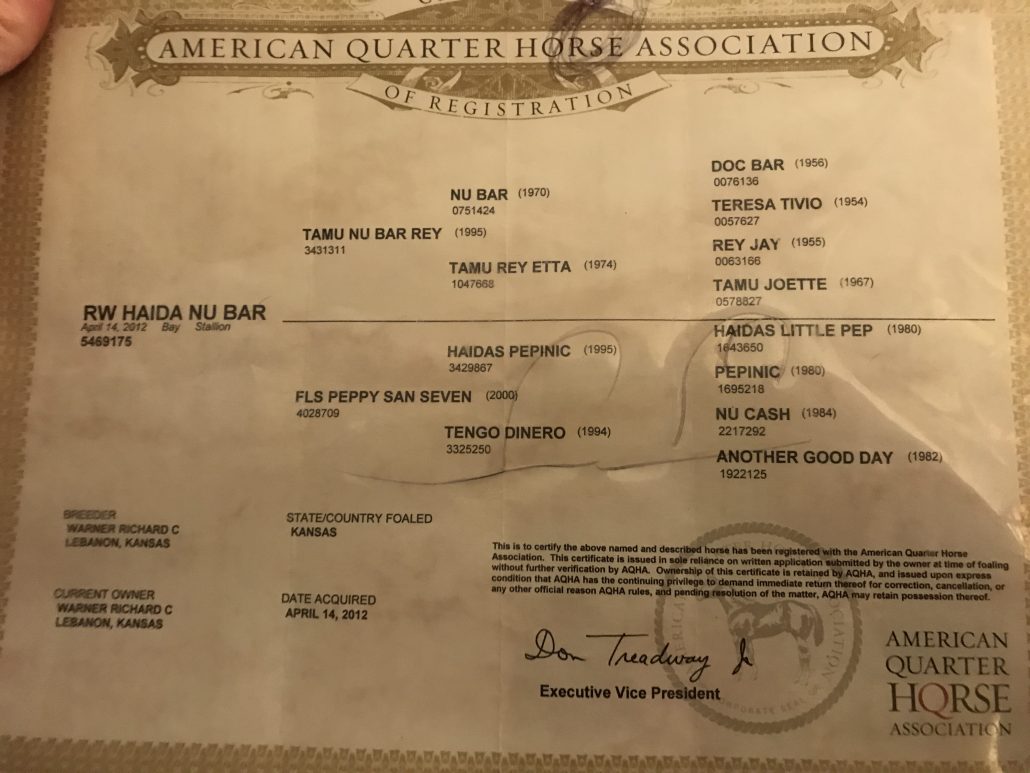 AMERICAN QUARTER HORSE ASSOCIATION
OF REGISTRATION
DOC BAR (1956)
0076136
NU BAR (1970)
0751424
TERESA TIVIO (1954)
0057627
TAMU NU BAR REY (1995)
3431311
REY JAY (1955)
0063166
TAMU REY ETTA (1974)
1047668
TAMU JOETTE (1967)
0578827
RW HAIDA NU BAR
April 14, 2012 Bay Stallion
5469175
HAIDAS LITTLE PEP (1980)
1643650
HAIDAS PEPINIC (1995)
3429867
PEPINIC (1980)
1695218
FLS PEPPY SAN SEVEN (2000)
4028709
NU CASH (1984)
2217292
TENGO DINERO (1994)
3325250
ANOTHER GOOD DAY (1982)
1922125
BREEDER
WARNER RICHARD C
LEBANON, KANSAS
STATE/COUNTRY FOALED
KANSAS
CURRENT OWNER
WARNER RICHARD C
LEBANON, KANSAS
DATE ACQUIRED
APRIL 14, 2012
This is to certify the above named and described horse has been registered with the American Quarter Horse
Association. This certificate is issued in sole reliance on written application submitted by the owner at time of foaling
without further verification by AQHA. Ownership of this certificate is retained by AQHA, and issued upon express
condition that AQHA has the continuing privilege to demand immediate return thereof for correction, cancellation, or
any other official reason AQHA rules, and pending resolution of the matter, AQHA may retain possession thereof.
Don Treadway Jr
Executive Vice President
CORPORATE SEAL
AMERICAN
QUARTER
HORSE
ASSOCIATION